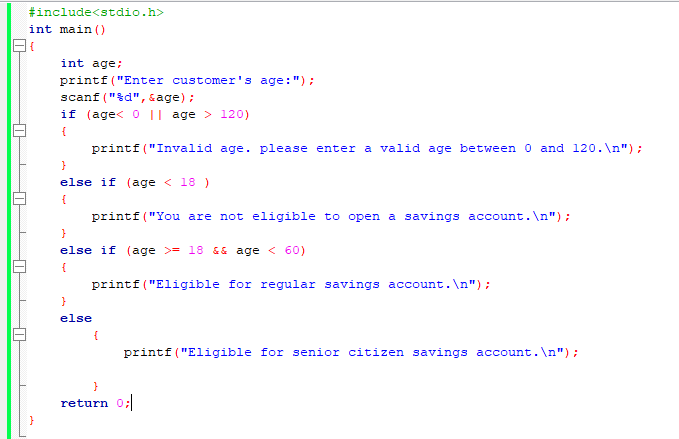 #include<stdio.h>
int main()
{
    int age;
    printf("Enter customer's age:");
    scanf("%d",&age);
    if (age< 0 || age > 120)
    {
        printf("Invalid age. please enter a valid age between 0 and 120.\n");
    }
    else if (age < 18 )
    {
        printf("You are not eligible to open a savings account.\n");
    }
    else if (age >= 18 && age < 60)
    {
        printf("Eligible for regular savings account.\n");
    }
    else
        {
            printf("Eligible for senior citizen savings account.\n");

        }
    return 0;
}